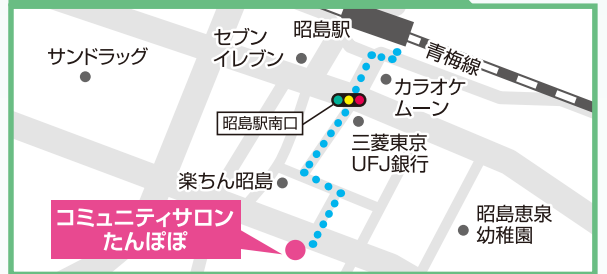 昭島駅
セブン
イレブン
サンドラッグ
青梅線
カラオケ
ムーン
昭島駅南口
三菱東京
UFJ銀行
楽ちん昭島
コミュニティサロン
たんぽぽ
昭島恵泉
幼稚園